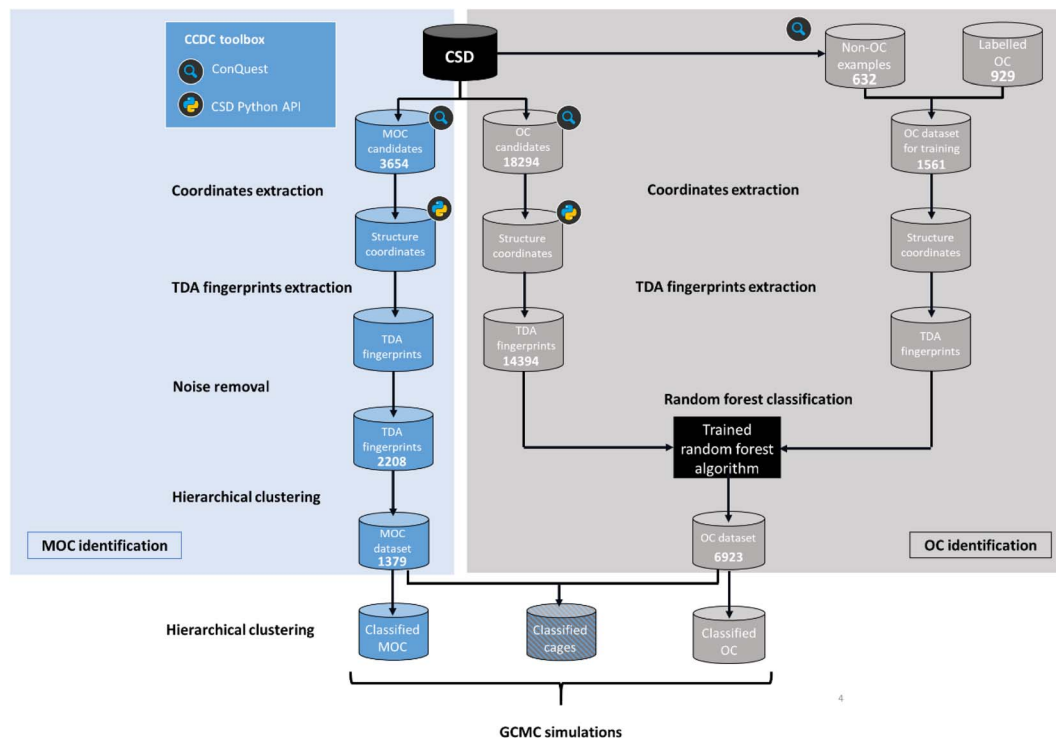 CCDC toolbox
ConQuest
CSD Python API
CSD
Non-OC
examples
632
Labelled
OC
929
MOC
candidates
3654
OC
candidates
18294
OC dataset
for training
1561
Coordinates extraction
Coordinates extraction
Structure
coordinates
Structure
coordinates
Structure
coordinates
TDA fingerprints extraction
TDA fingerprints extraction
TDA
fingerprints
TDA
fingerprints
14394
TDA
fingerprints
Noise removal
Random forest classification
TDA
fingerprints
2208
Trained
random forest
algorithm
Hierarchical clustering
MOC identification
MOC
dataset
1379
OC dataset
6923
OC identification
Hierarchical clustering
Classified
MOC
Classified
cages
Classified
OC
4
GCMC simulations